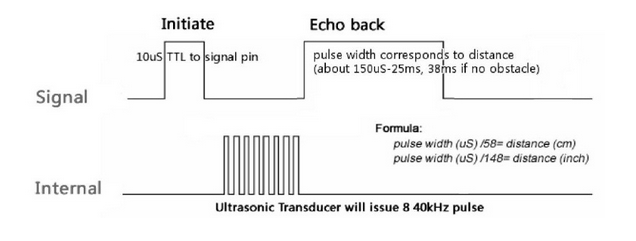 Initiate
Echo back
10uS TTL to signal pin
pulse width corresponds to distance
(about 150uS-25ms, 38ms if no obstacle)
Signal
Formula:
pulse width (uS) /58= distance (cm)
pulse width (uS) /148= distance (inch)
Internal
Ultrasonic Transducer will issue 8 40kHz pulse